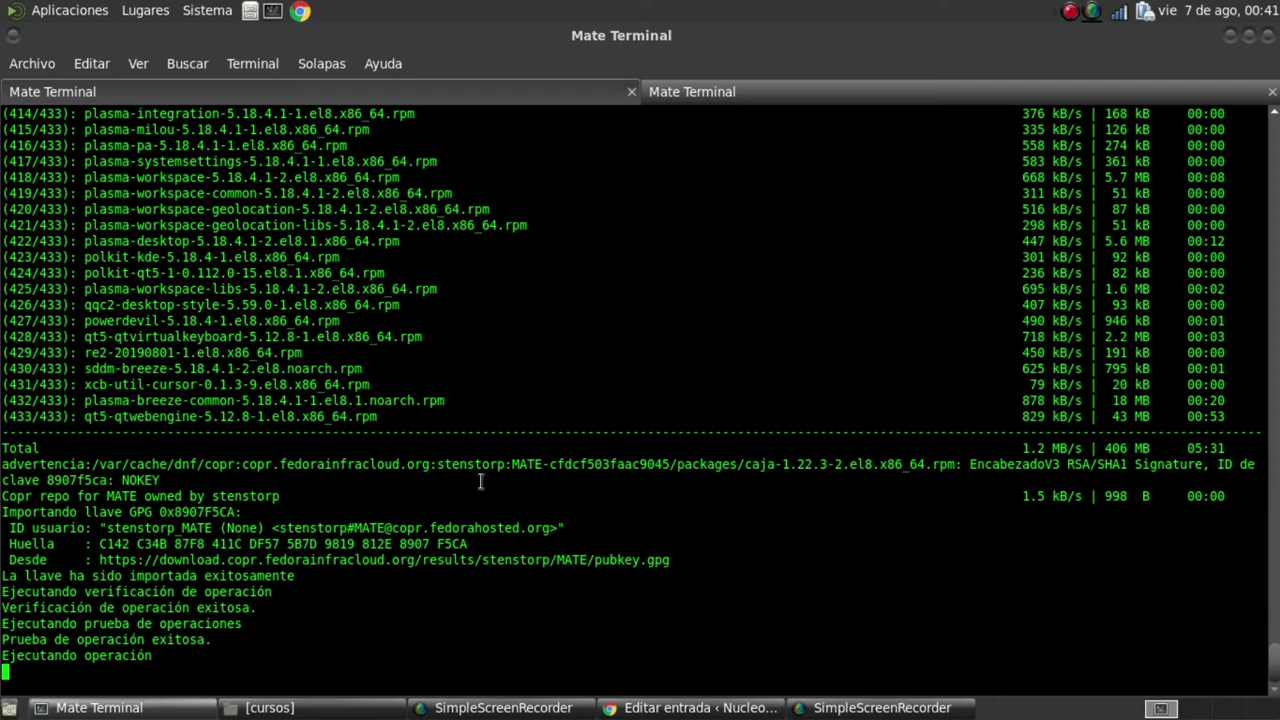 Aplicaciones Lugares Sistema vie 7 de ago, 00:41
Mate Terminal
Archivo Editar Ver Buscar Terminal Solapas Ayuda
Mate Terminal Mate Terminal
(414/433): plasma-integration-5.18.4.1-1.el8.x86_64.rpm 376 kB/s | 168 kB 00:00
(415/433): plasma-milou-5.18.4.1-1.el8.x86_64.rpm 335 kB/s | 126 kB 00:00
(416/433): plasma-pa-5.18.4.1-1.el8.x86_64.rpm 558 kB/s | 274 kB 00:00
(417/433): plasma-systemsettings-5.18.4.1-1.el8.x86_64.rpm 583 kB/s | 361 kB 00:00
(418/433): plasma-workspace-5.18.4.1-2.el8.x86_64.rpm 668 kB/s | 5.7 MB 00:08
(419/433): plasma-workspace-common-5.18.4.1-2.el8.x86_64.rpm 311 kB/s | 51 kB 00:00
(420/433): plasma-workspace-geolocation-5.18.4.1-2.el8.x86_64.rpm 516 kB/s | 87 kB 00:00
(421/433): plasma-workspace-geolocation-libs-5.18.4.1-2.el8.x86_64.rpm 298 kB/s | 51 kB 00:00
(422/433): plasma-desktop-5.18.4.1-2.el8.1.x86_64.rpm 447 kB/s | 5.6 MB 00:12
(423/433): polkit-kde-5.18.4-1.el8.x86_64.rpm 301 kB/s | 92 kB 00:00
(424/433): polkit-qt5-1-0.112.0-15.el8.1.x86_64.rpm 236 kB/s | 82 kB 00:00
(425/433): plasma-workspace-libs-5.18.4.1-2.el8.x86_64.rpm 695 kB/s | 1.6 MB 00:02
(426/433): qqc2-desktop-style-5.59.0-1.el8.x86_64.rpm 407 kB/s | 93 kB 00:00
(427/433): powerdevil-5.18.4-1.el8.x86_64.rpm 490 kB/s | 946 kB 00:01
(428/433): qt5-qtvirtualkeyboard-5.12.8-1.el8.x86_64.rpm 718 kB/s | 2.2 MB 00:03
(429/433): re2-20190801-1.el8.x86_64.rpm 450 kB/s | 191 kB 00:00
(430/433): sddm-breeze-5.18.4.1-2.el8.noarch.rpm 625 kB/s | 795 kB 00:01
(431/433): xcb-util-cursor-0.1.3-9.el8.x86_64.rpm 79 kB/s | 20 kB 00:00
(432/433): plasma-breeze-common-5.18.4.1-1.el8.1.noarch.rpm 878 kB/s | 18 MB 00:20
(433/433): qt5-qtwebengine-5.12.8-1.el8.x86_64.rpm 829 kB/s | 43 MB 00:53
Total 1.2 MB/s | 406 MB 05:31
advertencia:/var/cache/dnf/copr:copr.fedorainfracloud.org:stenstorp:MATE-cfdcf503faac9045/packages/caja-1.22.3-2.el8.x86_64.rpm: EncabezadoV3 RSA/SHA1 Signature, ID de
clave 8907f5ca: NOKEY
Copr repo for MATE owned by stenstorp 1.5 kB/s | 998 B 00:00
Importando llave GPG 0x8907F5CA:
ID usuario: "stenstorp_MATE (None) <stenstorp#MATE@copr.fedorahosted.org>"
Huella : C142 C34B 87F8 411C DF57 5B7D 9819 812E 8907 F5CA
Desde : https://download.copr.fedorainfracloud.org/results/stenstorp/MATE/pubkey.gpg
La llave ha sido importada exitosamente
Ejecutando verificación de operación
Verificación de operación exitosa.
Ejecutando prueba de operaciones
Prueba de operación exitosa.
Ejecutando operación
Mate Terminal [cursos] SimpleScreenRecorder Editar entrada ‹ Nucleo... SimpleScreenRecorder